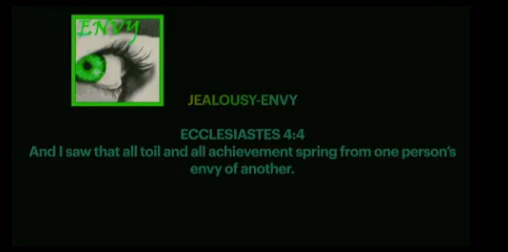 ENVY
JEALOUSY-ENVY
ECCLESIASTES 4:4
And I saw that all toil and all achievement spring from one person's
envy of another.